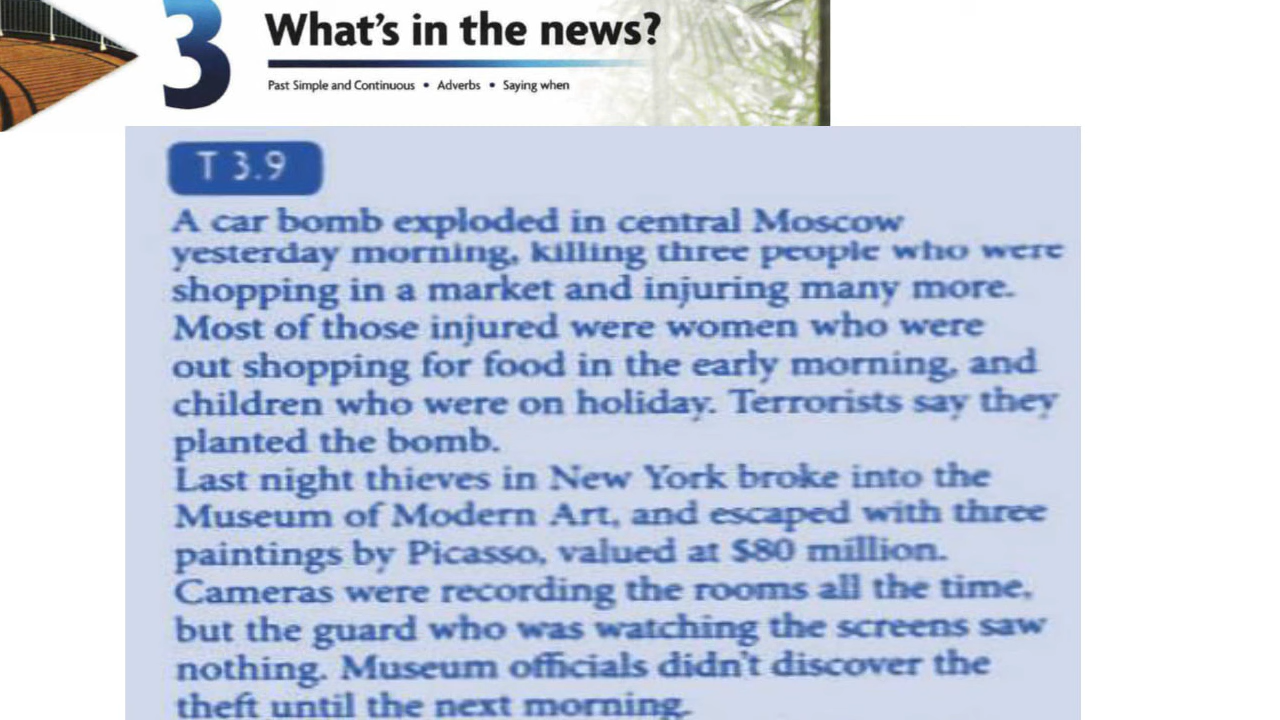 3 What's in the news?
Past Simple and Continuous • Adverbs • Saying when
T 3.9
A car bomb exploded in central Moscow
yesterday morning, killing three people who were
shopping in a market and injuring many more.
Most of those injured were women who were
out shopping for food in the early morning, and
children who were on holiday. Terrorists say they
planted the bomb.
Last night thieves in New York broke into the
Museum of Modern Art, and escaped with three
paintings by Picasso, valued at $80 million.
Cameras were recording the rooms all the time,
but the guard who was watching the screens saw
nothing. Museum officials didn't discover the
theft until the next morning.